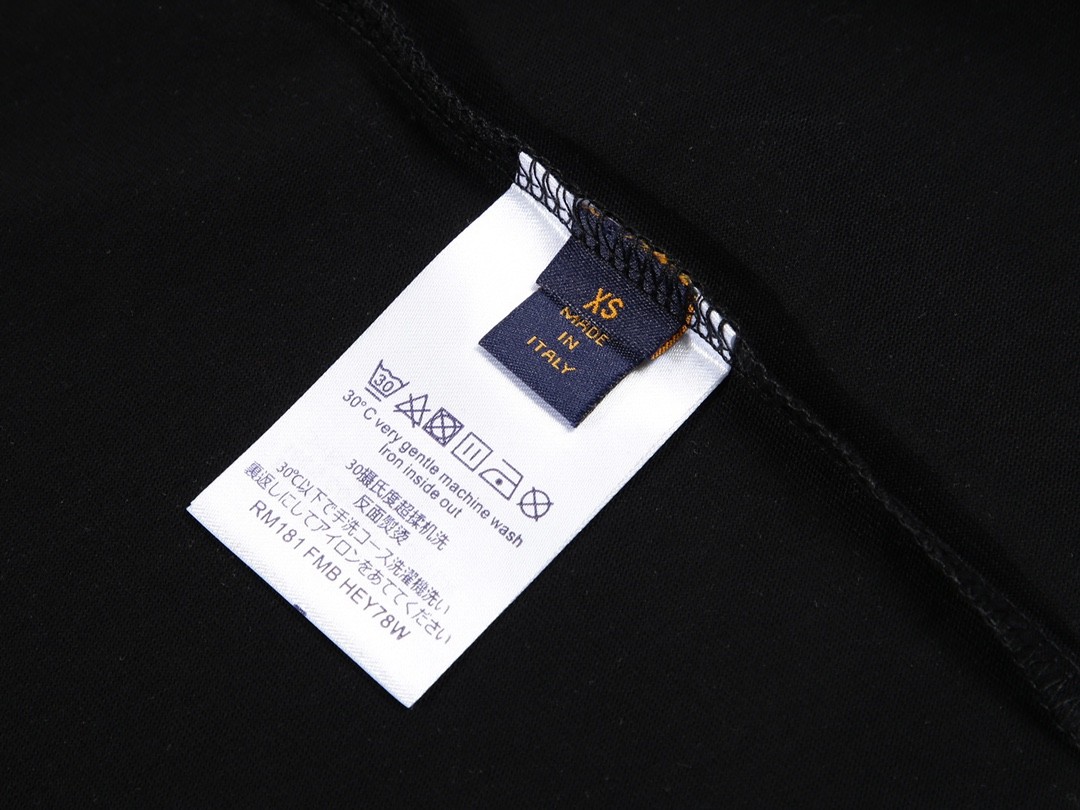 XS
MADE
IN
ITALY
30
30°C very gentle machine wash
Iron inside out
30摄氏度超揉机洗
反面熨烫
30℃以下で手洗コース洗濯機洗い
裏返しにしてアイロンをあててください
RM181 FMB HEY78W